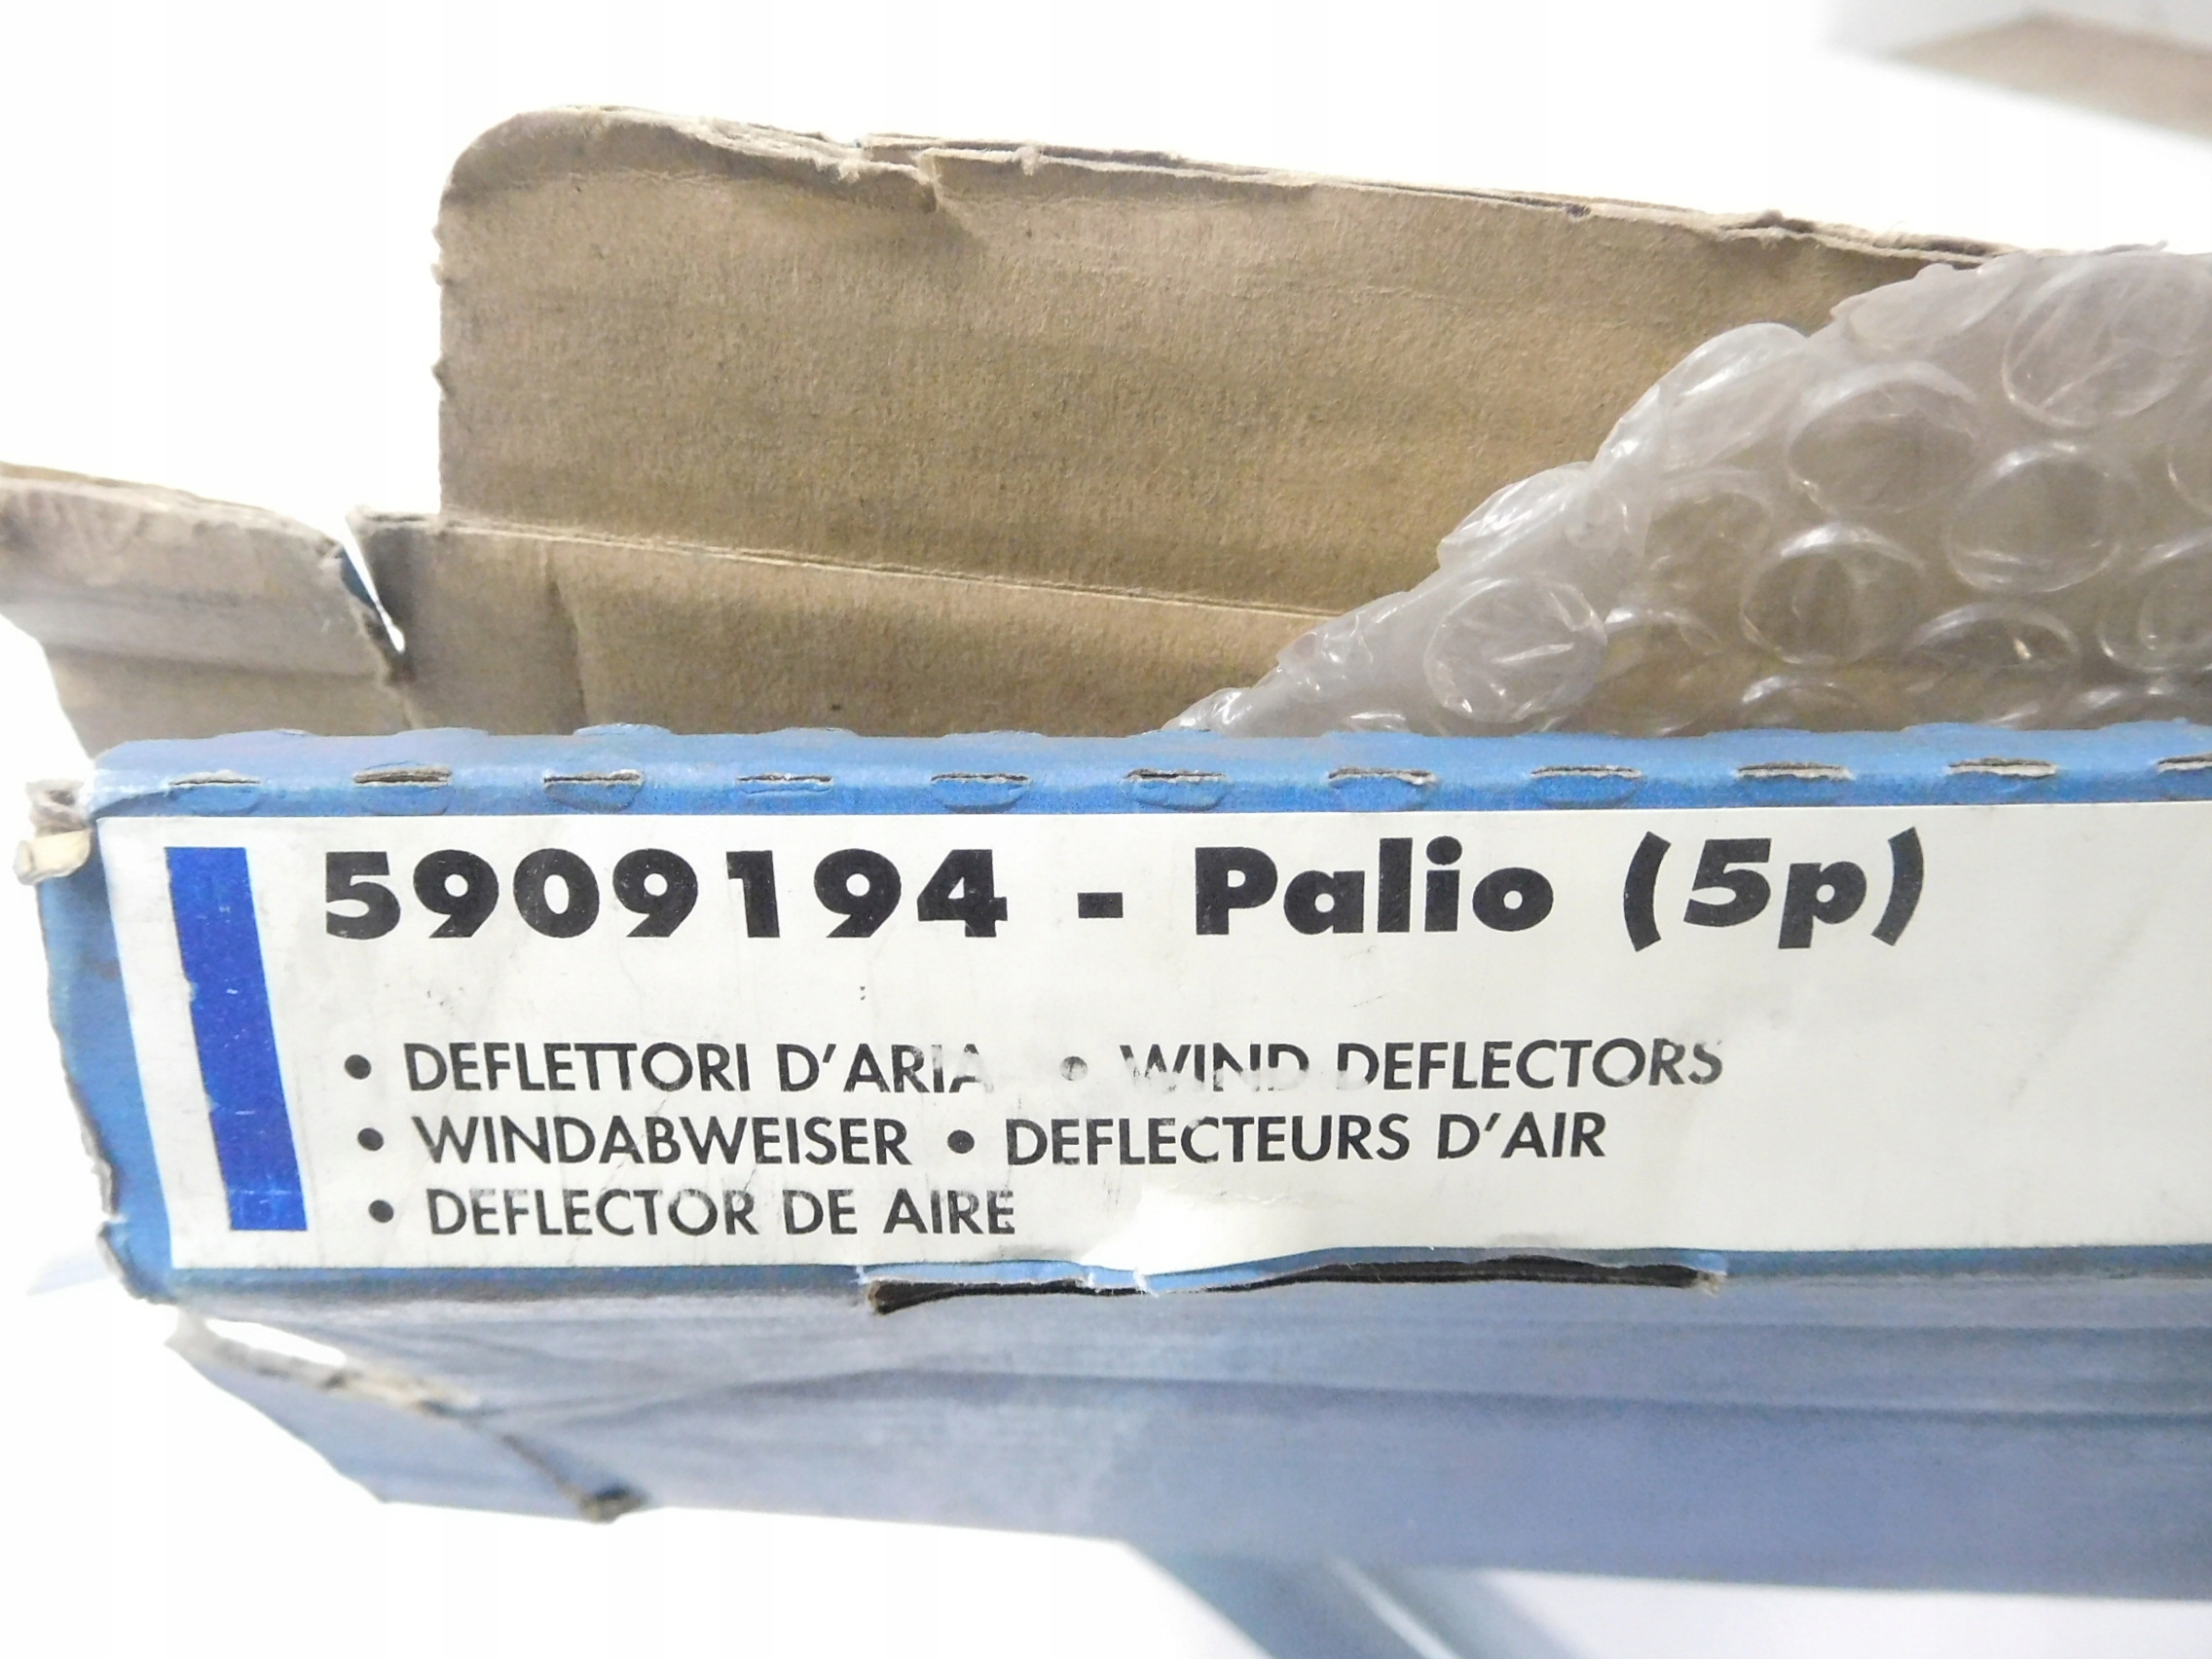 5909194 - Palio (5p)
• DEFLETTORI D'ARIA • WIND DEFLECTORS
• WINDABWEISER • DEFLECTEURS D'AIR
• DEFLECTOR DE AIRE